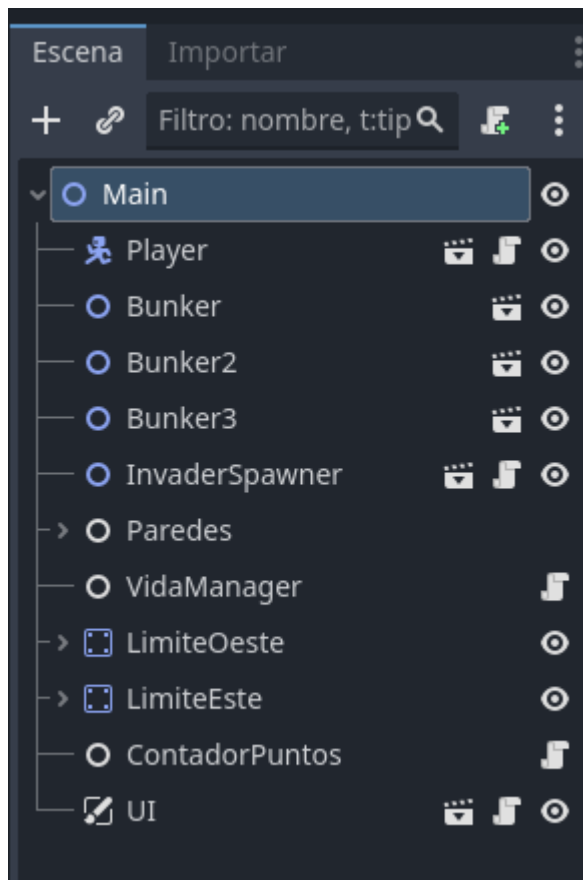 Escena Importar
Filtro: nombre, t:tip
Main
Player
Bunker
Bunker2
Bunker3
InvaderSpawner
Paredes
VidaManager
LimiteOeste
LimiteEste
ContadorPuntos
UI